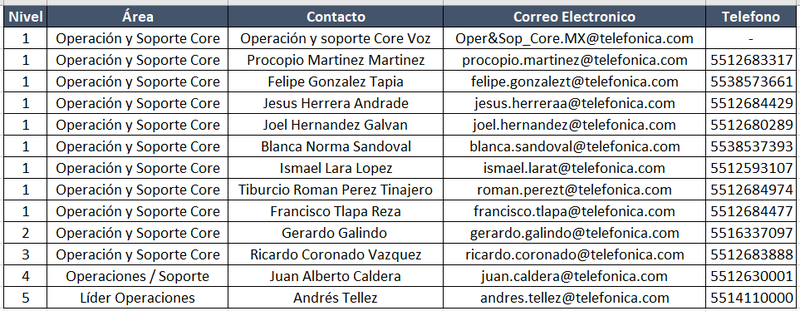 Nivel Área Contacto Correo Electronico Telefono
1 Operación y Soporte Core Operación y soporte Core Voz Oper&Sop_Core.MX@telefonica.com -
1 Operación y Soporte Core Procopio Martinez Martinez procopio.martinez@telefonica.com 5512683317
1 Operación y Soporte Core Felipe Gonzalez Tapia felipe.gonzalezt@telefonica.com 5538573661
1 Operación y Soporte Core Jesus Herrera Andrade jesus.herreraa@telefonica.com 5512684429
1 Operación y Soporte Core Joel Hernandez Galvan joel.hernandez@telefonica.com 5512680289
1 Operación y Soporte Core Blanca Norma Sandoval blanca.sandoval@telefonica.com 5538537393
1 Operación y Soporte Core Ismael Lara Lopez ismael.larat@telefonica.com 5512593107
1 Operación y Soporte Core Tiburcio Roman Perez Tinajero roman.perezt@telefonica.com 5512684974
1 Operación y Soporte Core Francisco Tlapa Reza francisco.tlapa@telefonica.com 5512684477
2 Operación y Soporte Core Gerardo Galindo gerardo.galindo@telefonica.com 5516337097
3 Operación y Soporte Core Ricardo Coronado Vazquez ricardo.coronado@telefonica.com 5512683888
4 Operaciones / Soporte Juan Alberto Caldera juan.caldera@telefonica.com 5512630001
5 Líder Operaciones Andrés Tellez andres.tellez@telefonica.com 5514110000